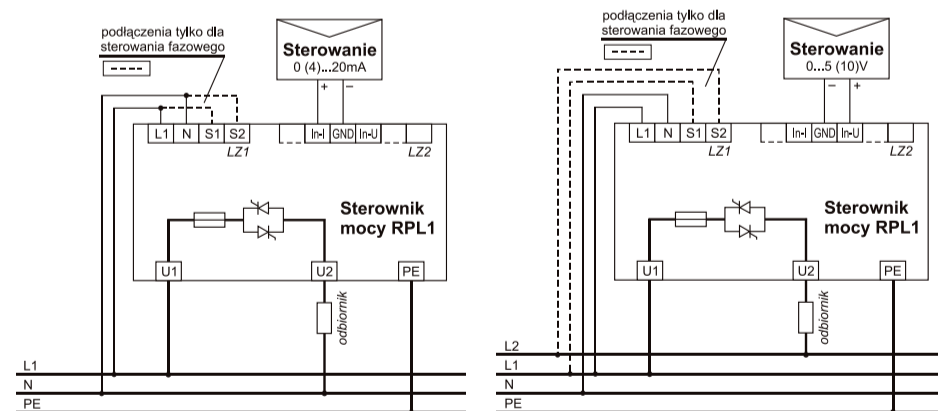 podłączenia tylko dla
sterowania fazowego
Sterowanie
0 (4)...20mA
+ –
L1 N S1 S2
LZ1
In-I GND In-U
LZ2
Sterownik
mocy RPL1
U1 U2 PE
odbiornik
L1
N
PE
podłączenia tylko dla
sterowania fazowego
Sterowanie
0...5 (10)V
– +
L1 N S1 S2
LZ1
In-I GND In-U
LZ2
Sterownik
mocy RPL1
U1 U2 PE
odbiornik
L2
L1
N
PE